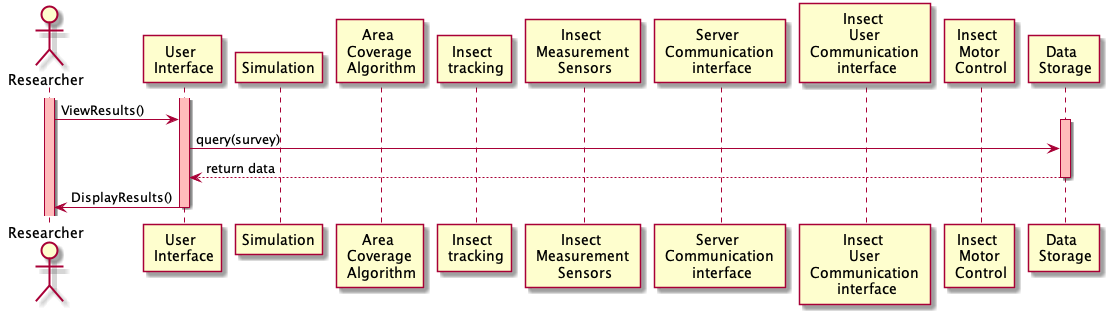 Researcher
User
Interface
Simulation
Area
Coverage
Algorithm
Insect
tracking
Insect
Measurement
Sensors
Server
Communication
interface
Insect
User
Communication
interface
Insect
Motor
Control
Data
Storage
ViewResults()
query(survey)
return data
DisplayResults()
Researcher
User
Interface
Simulation
Area
Coverage
Algorithm
Insect
tracking
Insect
Measurement
Sensors
Server
Communication
interface
Insect
User
Communication
interface
Insect
Motor
Control
Data
Storage